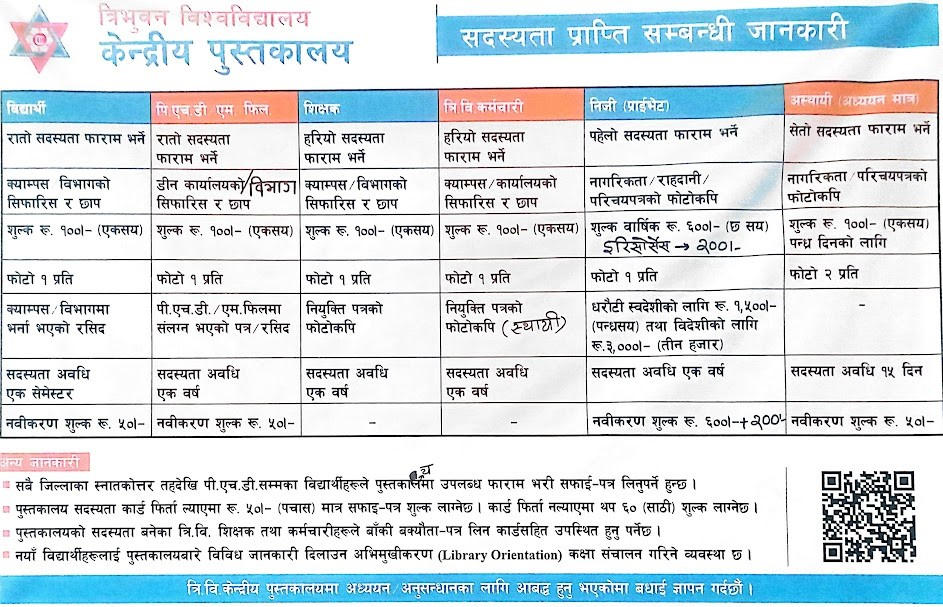 त्रिभुवन विश्वविद्यालय
केन्द्रीय पुस्तकालय
सदस्यता प्राप्ति सम्बन्धी जानकारी
विद्यार्थी पि.एच.डी एम. फिल. शिक्षक त्रि.वि.कर्मचारी निजी (प्राईभेट) अस्थायी (अध्ययन मात्र)
रातो सदस्यता फाराम भर्ने
रातो सदस्यता
फाराम भर्ने
हरियो सदस्यता
फाराम भर्ने
हरियो सदस्यता
फाराम भर्ने
पहेलो सदस्यता फाराम भर्ने
सेतो सदस्यता फाराम भर्ने
क्याम्पस विभागको
सिफारिस र छाप
डीन कार्यालयको/विभाग
सिफारिस र छाप
क्याम्पस/विभागको
सिफारिस र छाप
क्याम्पस/कार्यालयको
सिफारिस र छाप
नागरिकता/राहदानी/
परिचयपत्रको फोटोकपि
नागरिकता/परिचयपत्रको
फोटोकपि
शुल्क रू. १००।- (एकसय)
शुल्क रू. १००।- (एकसय)
शुल्क रू. १००।- (एकसय)
शुल्क रू. १००।- (एकसय)
शुल्क वार्षिक रू. ६००।- (छ सय)
इरिसोर्सेस → २००।-
शुल्क रू. १००।- (एकसय)
पन्ध्र दिनको लागि
फोटो १ प्रति
फोटो १ प्रति
फोटो १ प्रति
फोटो १ प्रति
फोटो १ प्रति
फोटो २ प्रति
क्याम्पस/विभागमा
भर्ना भएको रसिद
पी.एच.डी./एम.फिलमा
संलग्न भएको पत्र/रसिद
नियुक्ति पत्रको
फोटोकपि
नियुक्ति पत्रको
फोटोकपि (स्थायी)
धरौटी स्वदेशीको लागि रू. १,५००।-
(पन्ध्रसय) तथा विदेशीको लागि
रू.३,०००।- (तीन हजार)
-
सदस्यता अवधि
एक सेमेस्टर
सदस्यता अवधि
एक वर्ष
सदस्यता अवधि
एक वर्ष
सदस्यता अवधि
एक वर्ष
सदस्यता अवधि एक वर्ष
सदस्यता अवधि १५ दिन
नवीकरण शुल्क रू. ५०।-
नवीकरण शुल्क रू. ५०।-
-
-
नवीकरण शुल्क रू. ६००।-+२००।-
नवीकरण शुल्क रू. ५०।-
अन्य जानकारी
सबै जिल्लाका स्नातकोत्तर तहदेखि पी.एच.डी.सम्मका विद्यार्थीहरूले पुस्तकालयमा उपलब्ध फाराम भरी सफाई-पत्र लिनुपर्ने हुन्छ ।
पुस्तकालय सदस्यता कार्ड फिर्ता ल्याएमा रू. ५०।- (पचास) मात्र सफाइ-पत्र शुल्क लाग्नेछ । कार्ड फिर्ता नल्याएमा थप ६० (साठी) शुल्क लाग्नेछ ।
पुस्तकालयको सदस्यता बनेका त्रि.वि. शिक्षक तथा कर्मचारीहरूले बाँकी बक्यौता-पत्र लिन कार्डसहित उपस्थित हुनु पर्नेछ ।
नयाँ विद्यार्थीहरूलाई पुस्तकालयबारे विविध जानकारी दिलाउन अभिमुखीकरण (Library Orientation) कक्षा संचालन गरिने व्यवस्था छ ।
त्रि.वि.केन्द्रीय पुस्तकालयमा अध्ययन/अनुसन्धानका लागि आबद्ध हुनु भएकोमा बधाई ज्ञापन गर्दछौं ।